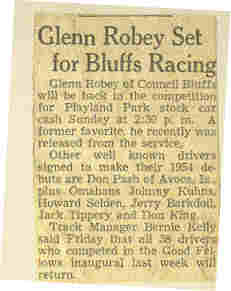 Glenn Robey Set
for Bluffs Racing
Glenn Robey of Council Bluffs
will be back in the competition
for Playland Park stock car
cash Sunday at 2:30 p. m. A
former favorite, he recently was
released from the service.
Other well known drivers
signed to make their 1954 de-
buts are Don Pash of Avoca, Ia.,
plus Omahans Johnny Kuhns,
Howard Selden, Jerry Barkdoll,
Jack Tippery and Don King.
Track Manager Bernie Kelly
said Friday that all 38 drivers
who competed in the Good Fel-
lows inaugural last week will
return.